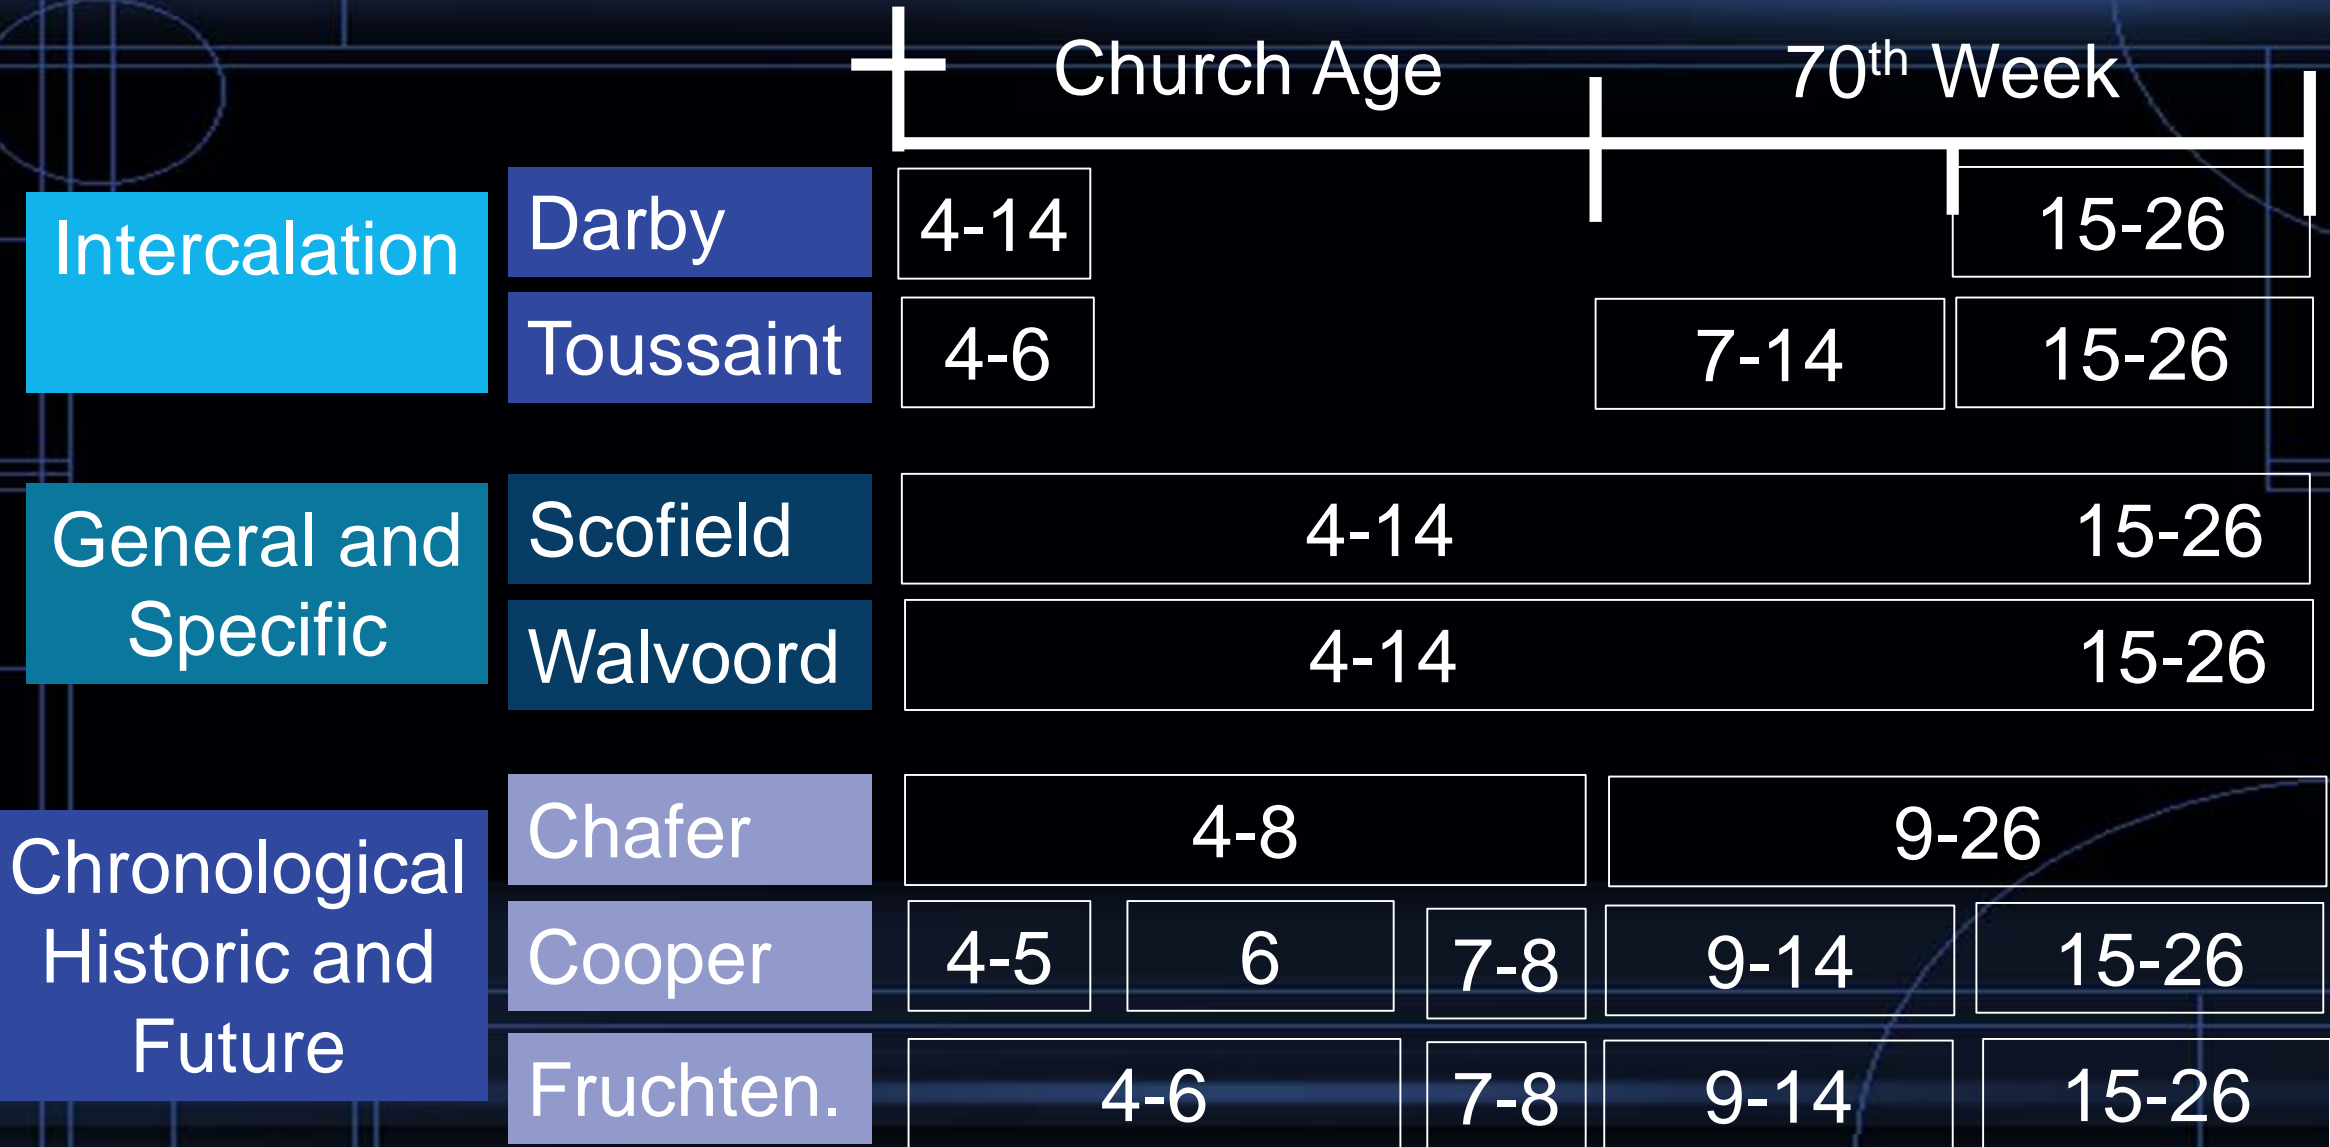 Church Age 70th Week
Intercalation
Darby 4-14 15-26
Toussaint 4-6 7-14 15-26
General and
Specific
Scofield 4-14 15-26
Walvoord 4-14 15-26
Chronological
Historic and
Future
Chafer 4-8 9-26
Cooper 4-5 6 7-8 9-14 15-26
Fruchten. 4-6 7-8 9-14 15-26